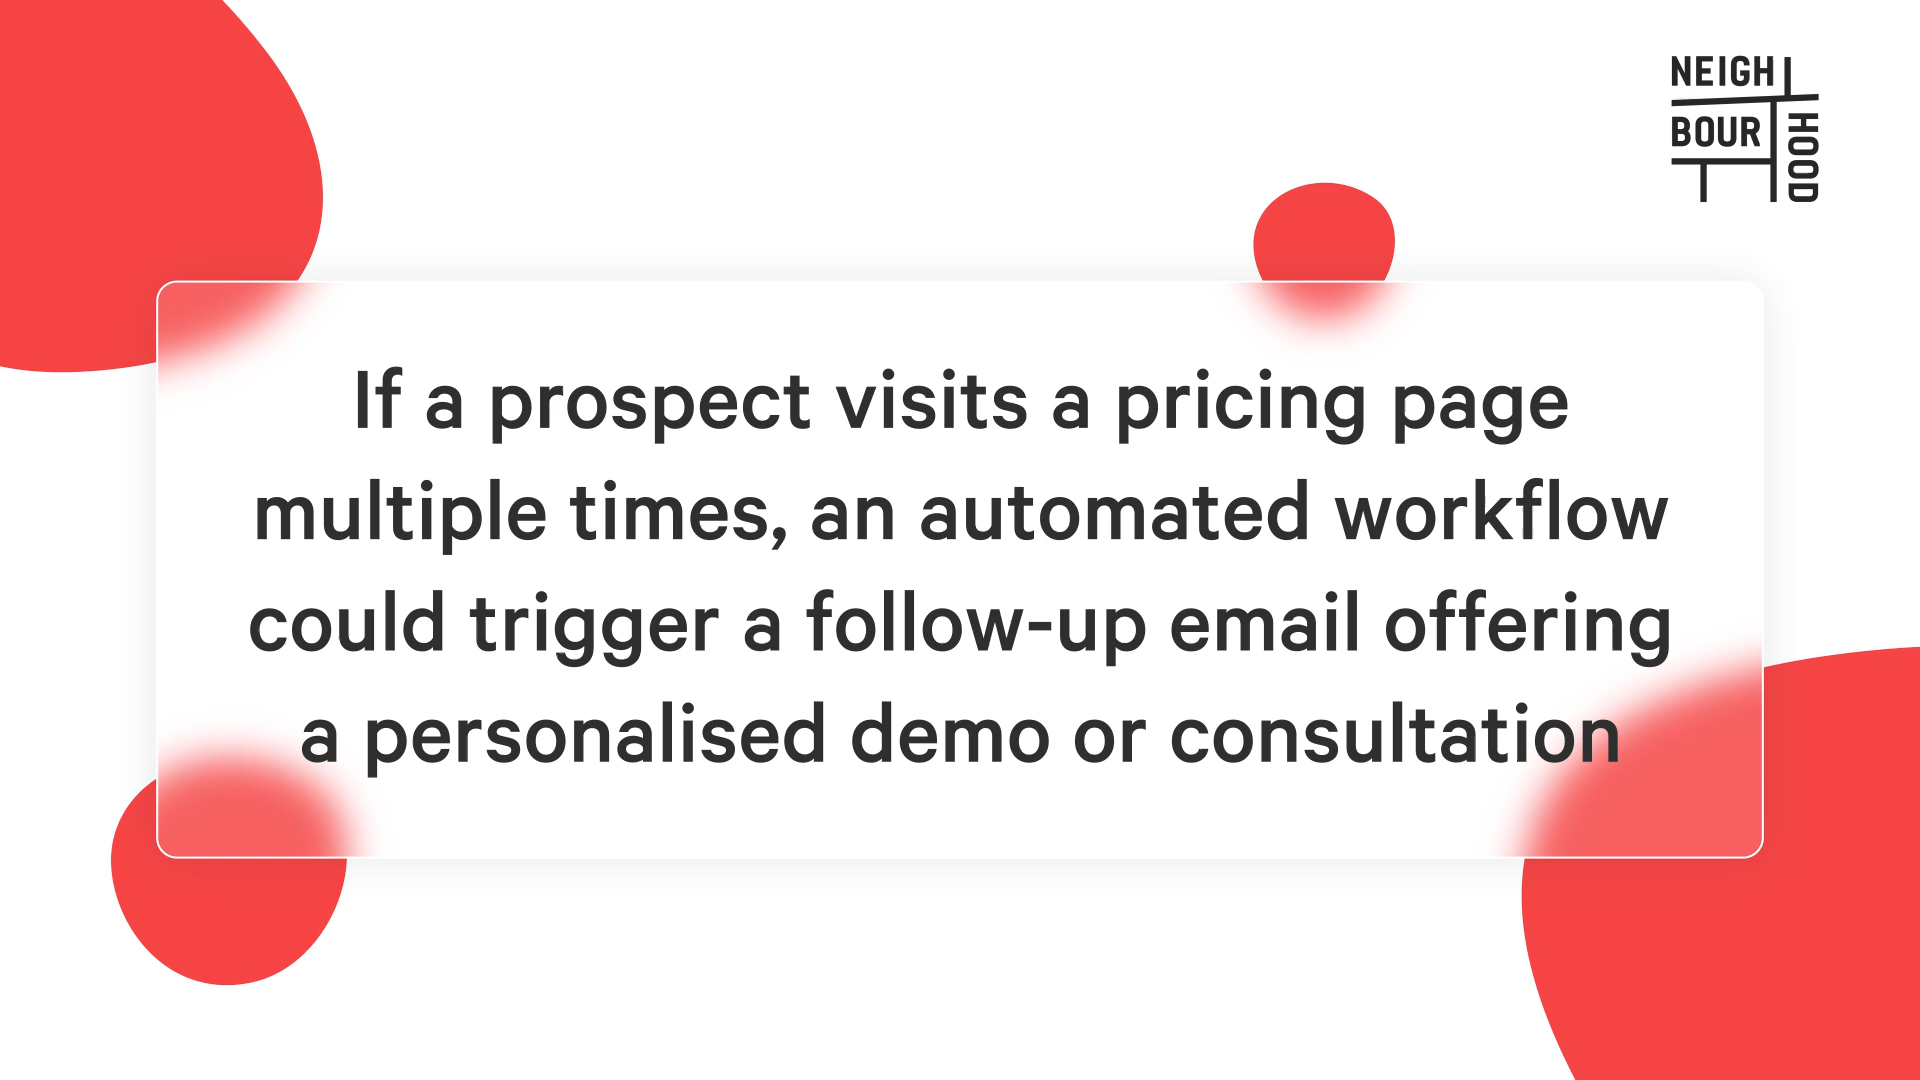 NEIGH
BOUR
HOOD
If a prospect visits a pricing page
multiple times, an automated workflow
could trigger a follow-up email offering
a personalised demo or consultation